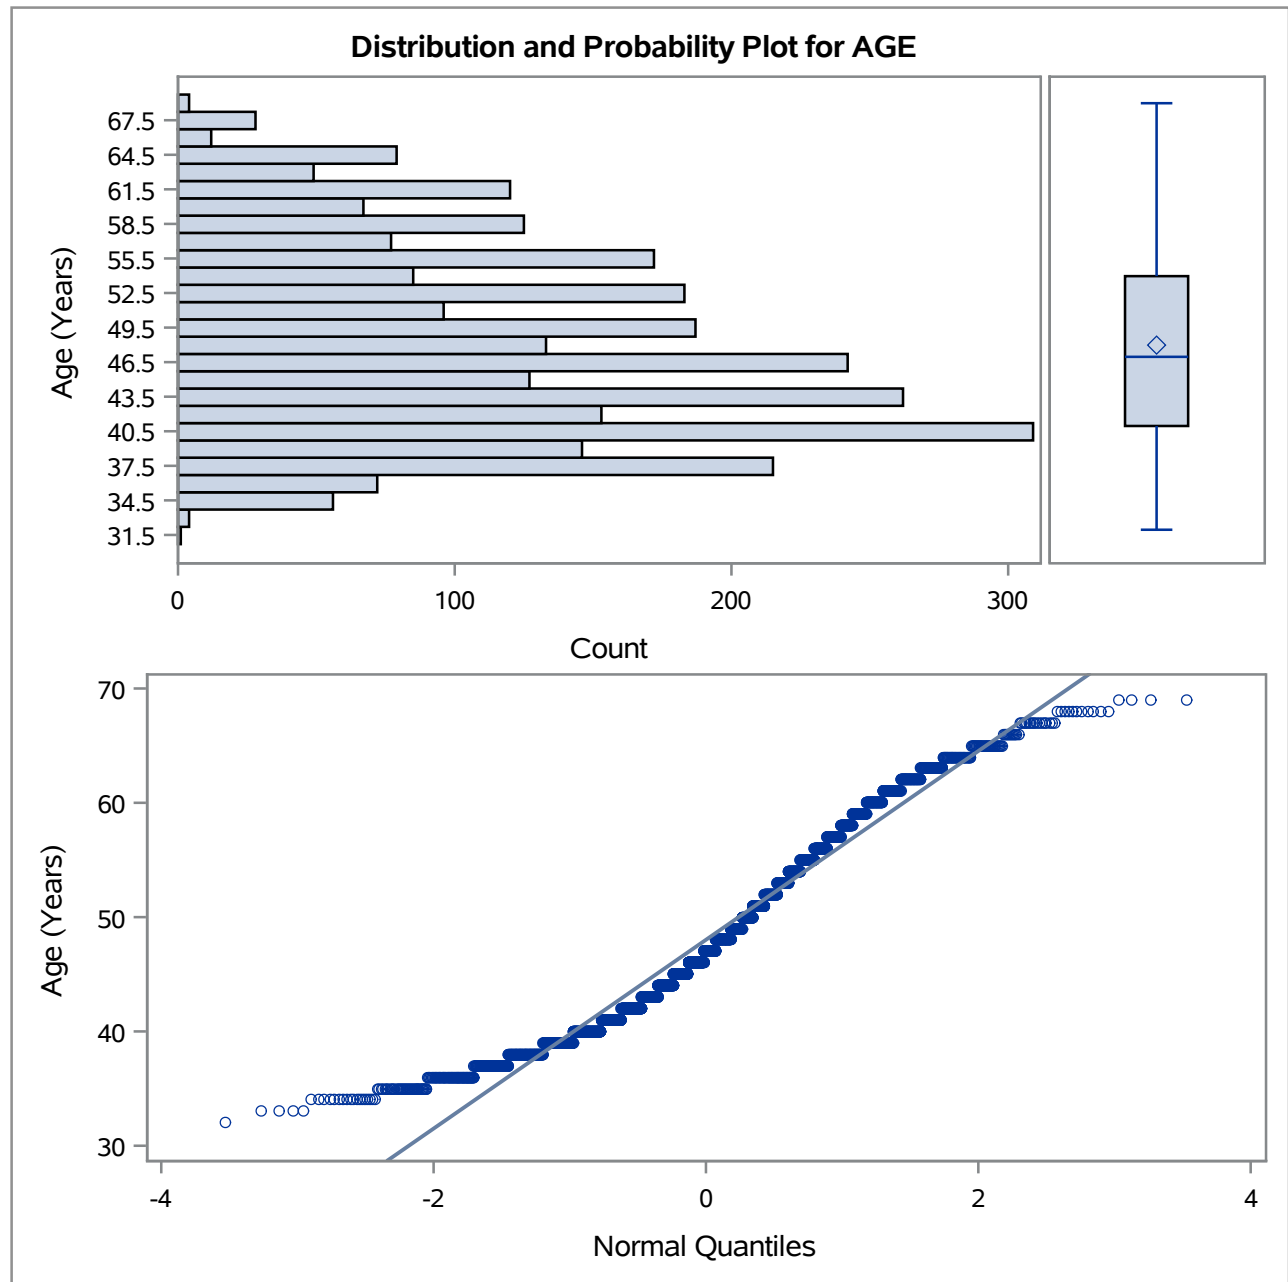 Distribution and Probability Plot for AGE
67.5
64.5
61.5
58.5
55.5
52.5
49.5
46.5
43.5
40.5
37.5
34.5
31.5
Age (Years)
0 100 200 300
Count
70
60
50
40
30
Age (Years)
-4 -2 0 2 4
Normal Quantiles